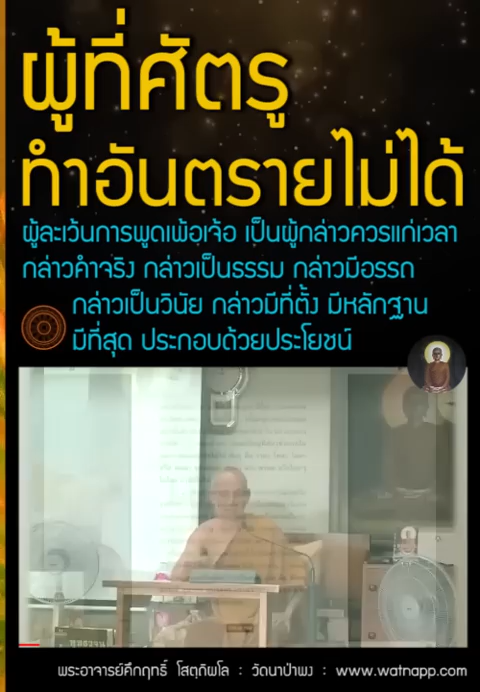 ผู้ที่ศัตรู
ทำอันตรายไม่ได้
ผู้ละเว้นการพูดเพ้อเจ้อ เป็นผู้กล่าวควรแก่เวลา
กล่าวคำจริง กล่าวเป็นธรรม กล่าวมีอรรถ
กล่าวเป็นวินัย กล่าวมีที่ตั้ง มีหลักฐาน
มีที่สุด ประกอบด้วยประโยชน์
พุทธวจน
พระอาจารย์คึกฤทธิ์ โสตฺถิผโล : วัดนาป่าพง : www.watnapp.com